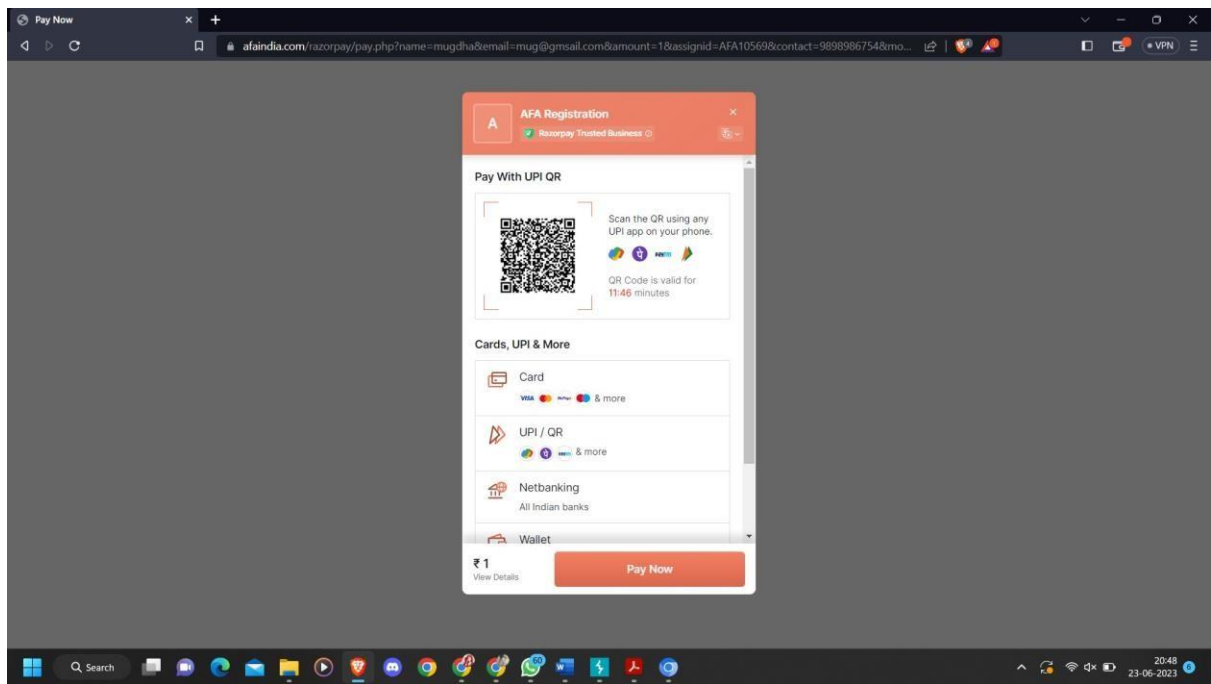 Pay Now
afaindia.com/razorpay/pay.php?name=mugdha&email=mug@gmsail.com&amount=1&assignid=AFA10569&contact=9898986754&mo...
VPN
A
AFA Registration
Razorpay Trusted Business
Pay With UPI QR
Scan the QR using any
UPI app on your phone.
QR Code is valid for
11:46 minutes
Cards, UPI & More
Card
VISA & more
UPI / QR
& more
Netbanking
All Indian banks
Wallet
₹ 1
View Details
Pay Now
Search
60
20:48
23-06-2023
6